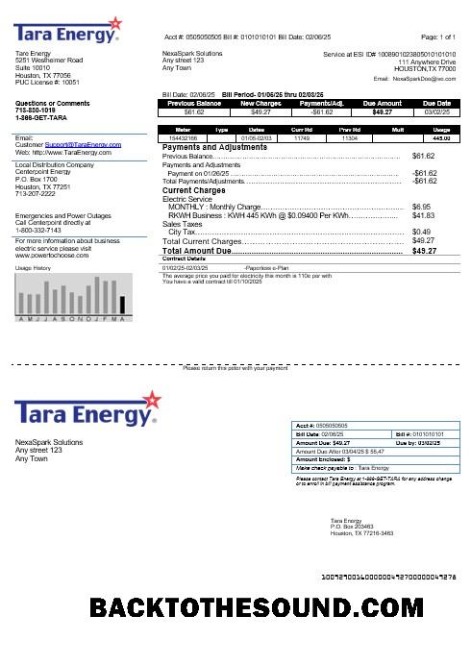 Tara Energy
Acct #: 0505050505 Bill #: 0101010101 Bill Date: 02/06/25
Page: 1 of 1
Tara Energy
5251 Westheimer Road
Suite 10010
Houston, TX 77056
PUC License #: 10051
NexaSpark Solutions
Any street 123
Any Town
Service at ESI ID# 1008901023805010101010
111 Anywhere Drive
HOUSTON,TX 77000
Email:
Questions or Comments
713-830-1019
1-866-GET-TARA
Bill Date: 02/06/25 Bill Period- 01/06/25 thru 02/03/25
Previous Balance New Charges Payments/Adj. Due Amount Due Date
$61.62 $49.27 -$61.62 $49.27 03/02/25
Meter Type Dates Curr Rd Prev Rd Mult Usage
154432166 01/05-02/03 11749 11304 445.00
Email:
Customer Support@TaraEnergy.com
Web: http://www.TaraEnergy.com
Local Distribution Company
Centerpoint Energy
P.O. Box 1700
Houston, TX 77251
713-207-2222
Emergencies and Power Outages
Call Centerpoint directly at
1-800-332-7143
For more information about business
electric service please visit
www.powertochoose.com
Usage History
A M J J A S O N D J F M A
Payments and Adjustments
Previous Balance $61.62
Payments and Adjustments
Payment on 01/26/25 -$61.62
Total Payments/Adjustments -$61.62
Current Charges
Electric Service
MONTHLY : Monthly Charge $6.95
RKWH Business : KWH 445 KWh @ $0.09400 Per KWH $41.83
Sales Taxes
City Tax $0.49
Total Current Charges $49.27
Total Amount Due $49.27
Contract Details
01/02/25-02/03/25 -Paperless e-Plan
The average price you paid for electricity this month is 110¢ per kwh
You have a valid contract till 01/10/2025
Please return this potion with your payment
Tara Energy
NexaSpark Solutions
Any street 123
Any Town
Acct #: 0505050505
Bill Date: 02/06/25 Bill #: 0101010101
Amount Due: $49.27 Due by: 03/02/25
Amount Due After 03/04/25 $ 55.47
Amount Enclosed: $
Make check payable to : Tara Energy
Please contact Tara Energy at 1-866-GET-TARA for any address change
or to enroll in bill payment assistance program.
Tara Energy
P.O. Box 203463
Houston, TX 77216-3463
BACKTOTHESOUND.COM